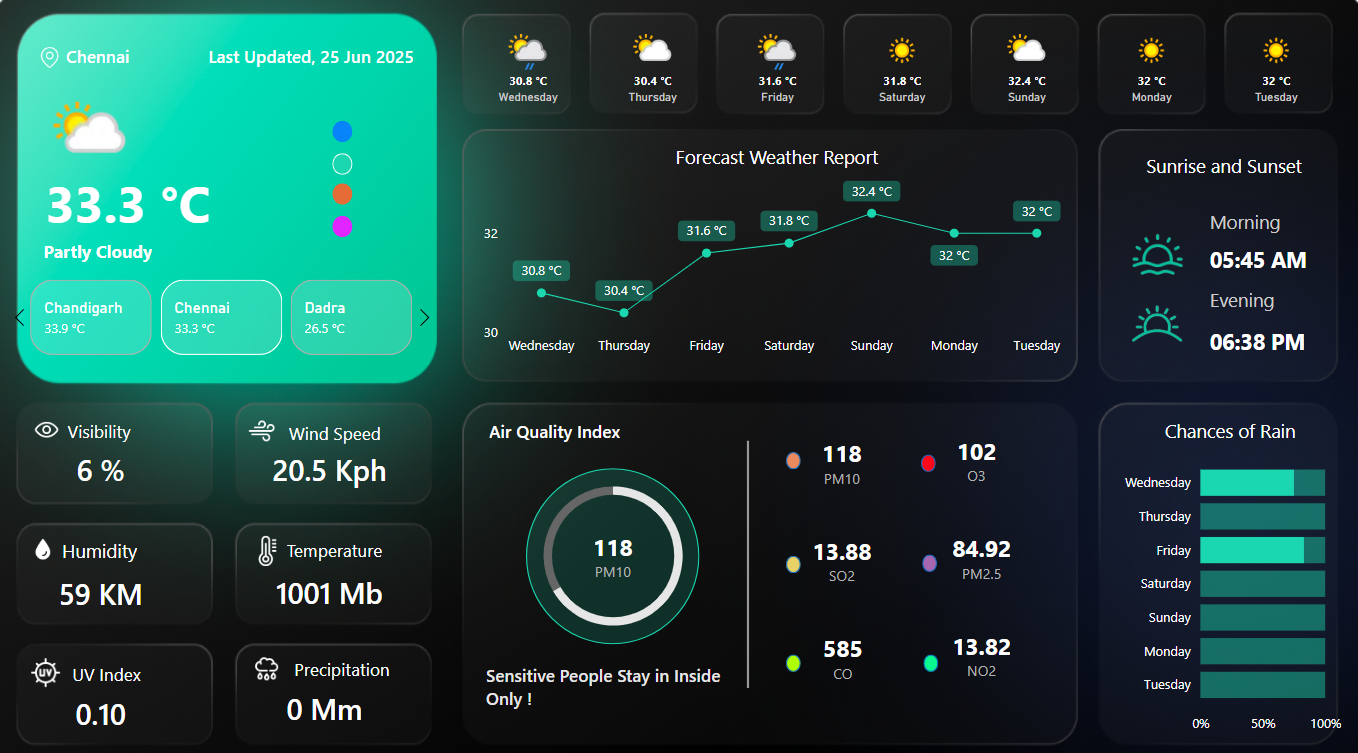 Chennai
Last Updated, 25 Jun 2025
33.3 °C
Partly Cloudy
Chandigarh
33.9 °C
Chennai
33.3 °C
Dadra
26.5 °C
30.8 °C
Wednesday
30.4 °C
Thursday
31.6 °C
Friday
31.8 °C
Saturday
32.4 °C
Sunday
32 °C
Monday
32 °C
Tuesday
Forecast Weather Report
32
30
30.8 °C
30.4 °C
31.6 °C
31.8 °C
32.4 °C
32 °C
32 °C
Wednesday
Thursday
Friday
Saturday
Sunday
Monday
Tuesday
Sunrise and Sunset
Morning
05:45 AM
Evening
06:38 PM
Visibility
6 %
Wind Speed
20.5 Kph
Humidity
59 KM
Temperature
1001 Mb
UV
UV Index
0.10
Precipitation
0 Mm
Air Quality Index
118
PM10
Sensitive People Stay in Inside
Only !
118
PM10
102
O3
13.88
SO2
84.92
PM2.5
585
CO
13.82
NO2
Chances of Rain
Wednesday
Thursday
Friday
Saturday
Sunday
Monday
Tuesday
0%
50%
100%